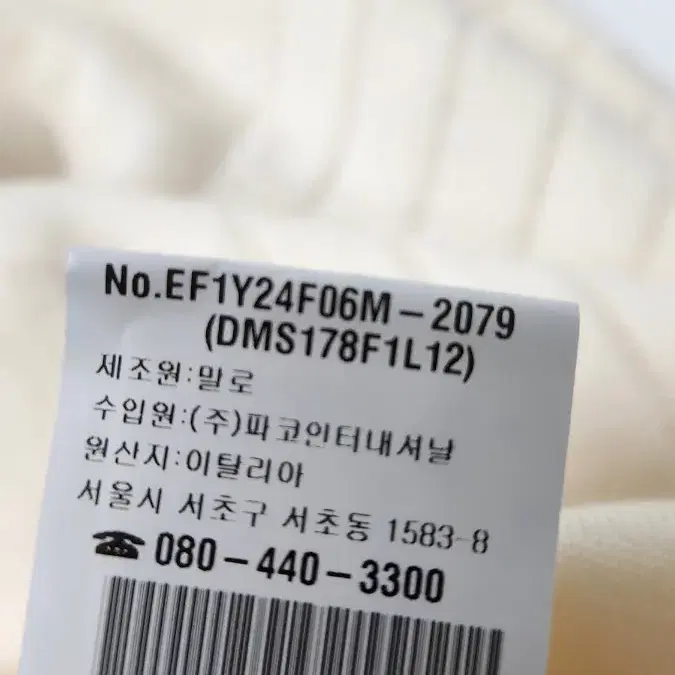 No.EF1Y24F06M-2079
(DMS178F1L12)
제조원:말로
수입원:(주)파코인터내셔날
원산지:이탈리아
서울시 서초구 서초동 1583-8
☎ 080-440-3300